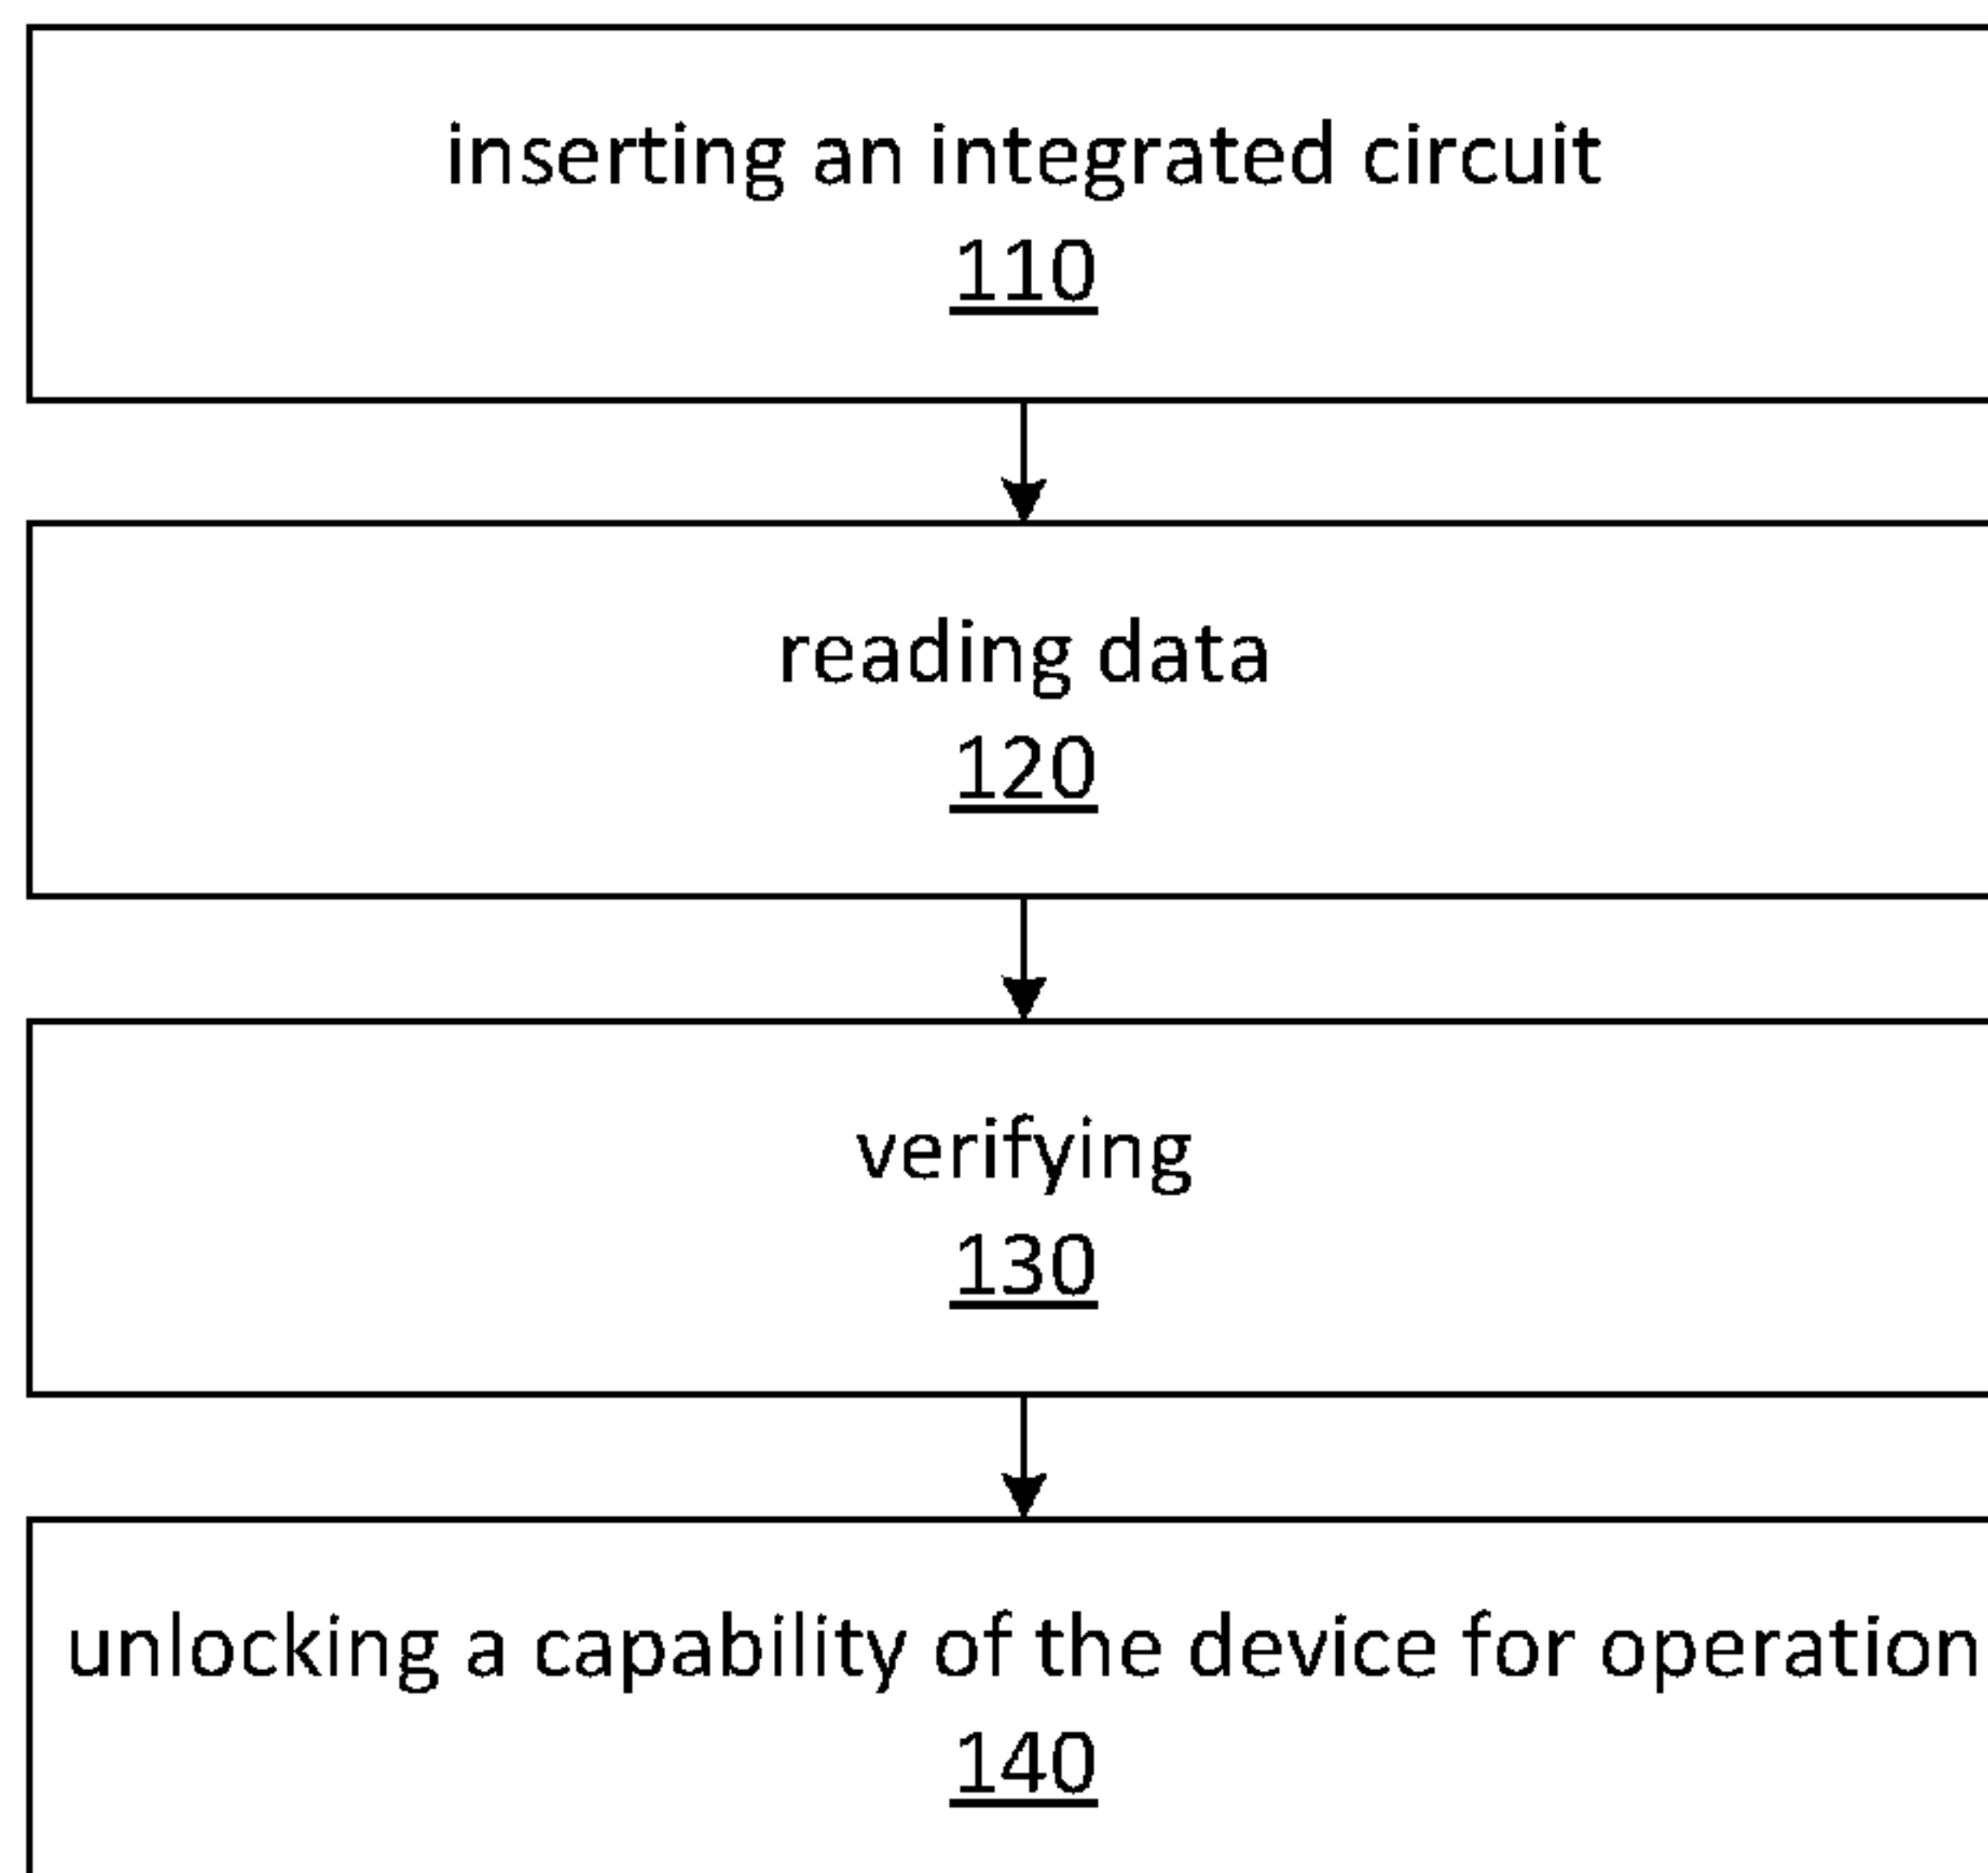 inserting an integrated circuit
110
reading data
120
verifying
130
unlocking a capability of the device for operation
140